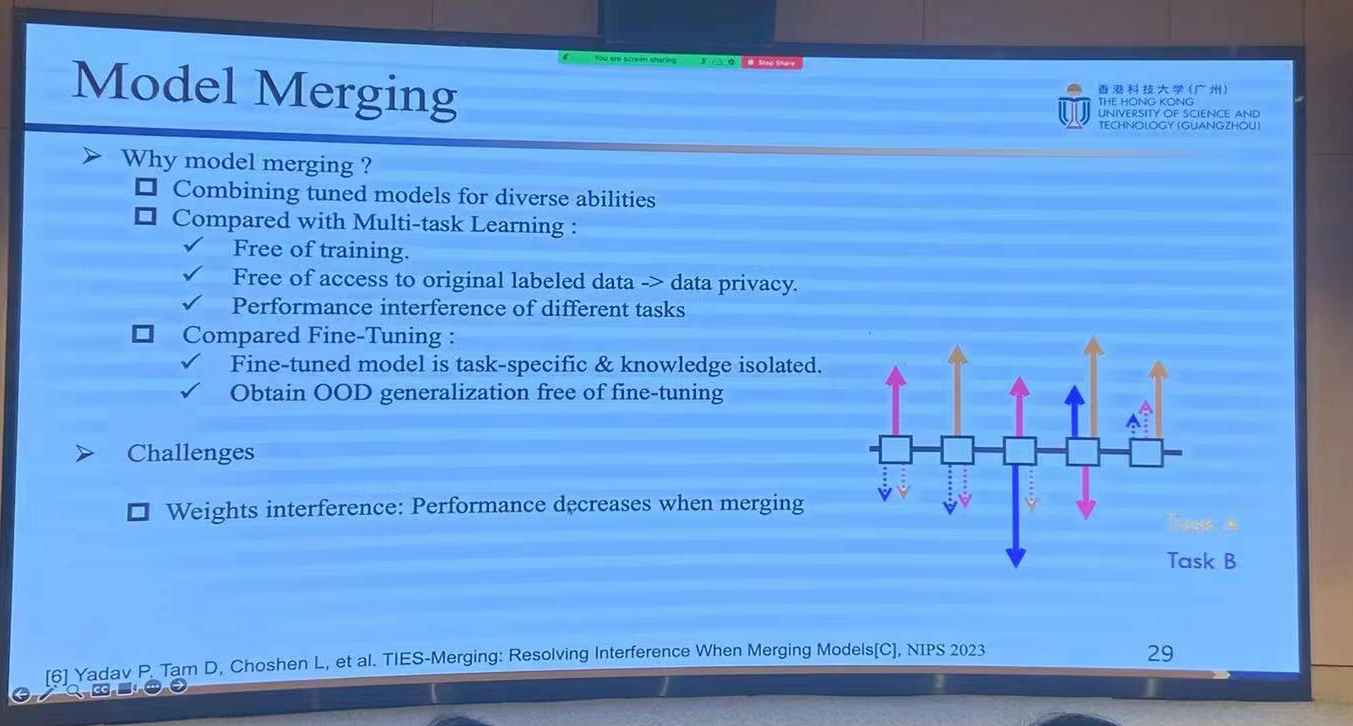 You are screen sharing
Stop Share
Model Merging
香港科技大学(广州)
THE HONG KONG
UNIVERSITY OF SCIENCE AND
TECHNOLOGY (GUANGZHOU)
Why model merging ?
Combining tuned models for diverse abilities
Compared with Multi-task Learning :
Free of training.
Free of access to original labeled data -> data privacy.
Performance interference of different tasks
Compared Fine-Tuning :
Fine-tuned model is task-specific & knowledge isolated.
Obtain OOD generalization free of fine-tuning
Challenges
Weights interference: Performance decreases when merging
Task A
Task B
[6] Yadav P, Tam D, Choshen L, et al. TIES-Merging: Resolving Interference When Merging Models[C], NIPS 2023
29
CC